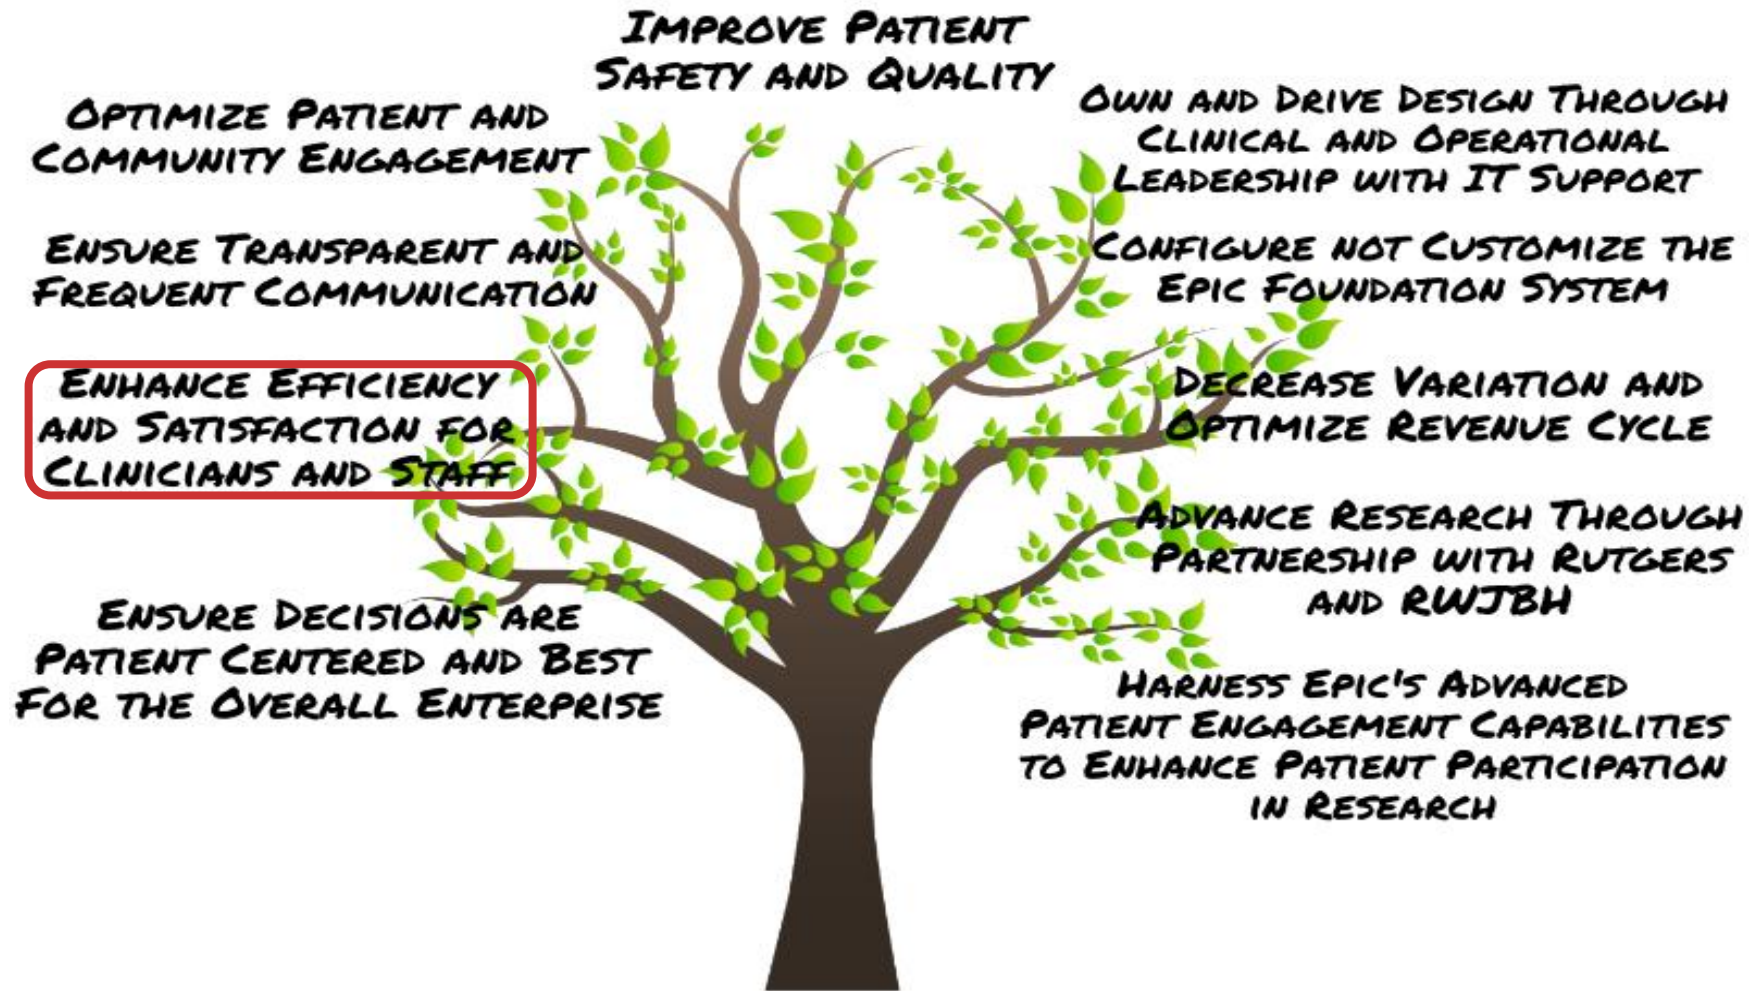 Improve Patient
Safety and Quality
Optimize Patient and
Community Engagement
Ensure Transparent and
Frequent Communication
Enhance Efficiency
and Satisfaction for
Clinicians and Staff
Ensure Decisions are
Patient Centered and Best
For the Overall Enterprise
Own and Drive Design Through
Clinical and Operational
Leadership with IT Support
Configure not Customize the
Epic Foundation System
Decrease Variation and
Optimize Revenue Cycle
Advance Research Through
Partnership with Rutgers
and RWJBH
Harness Epic's Advanced
Patient Engagement Capabilities
to Enhance Patient Participation
in Research